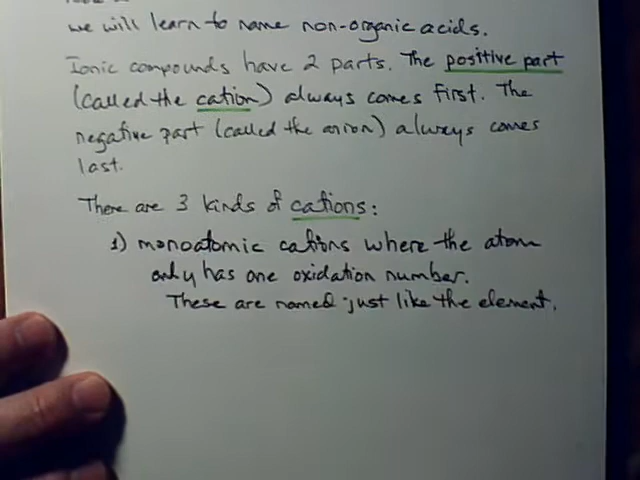 we will learn to name non-organic acids.
Ionic compounds have 2 parts. The positive part
(called the cation) always comes first. The
negative part (called the anion) always comes
last.
There are 3 kinds of cations:
1) monoatomic cations where the atom
only has one oxidation number.
These are named just like the element.